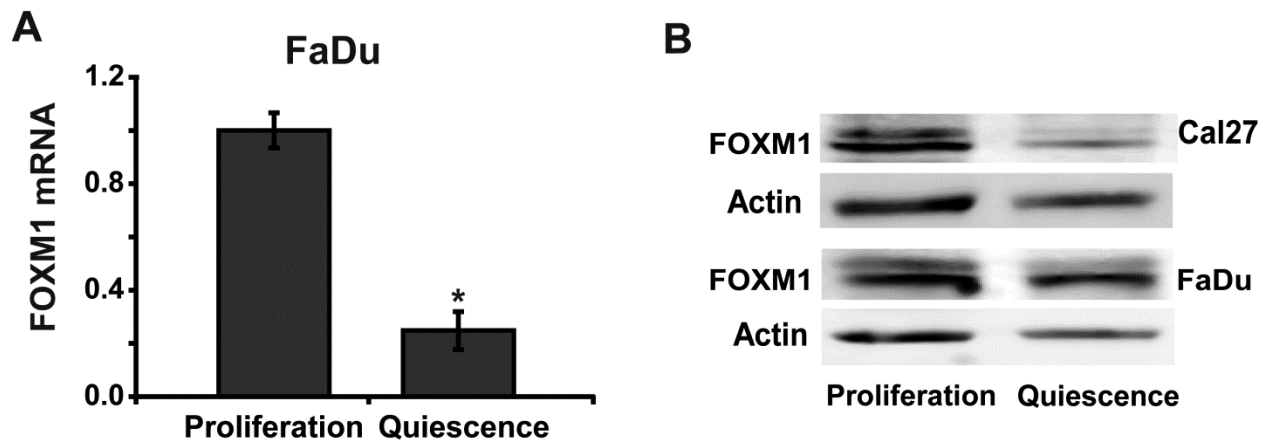 A
FaDu
FOXM1 mRNA
1.2
0.8
0.4
0.0
*
Proliferation Quiescence
B
FOXM1 Cal27
Actin
FOXM1 FaDu
Actin
Proliferation Quiescence